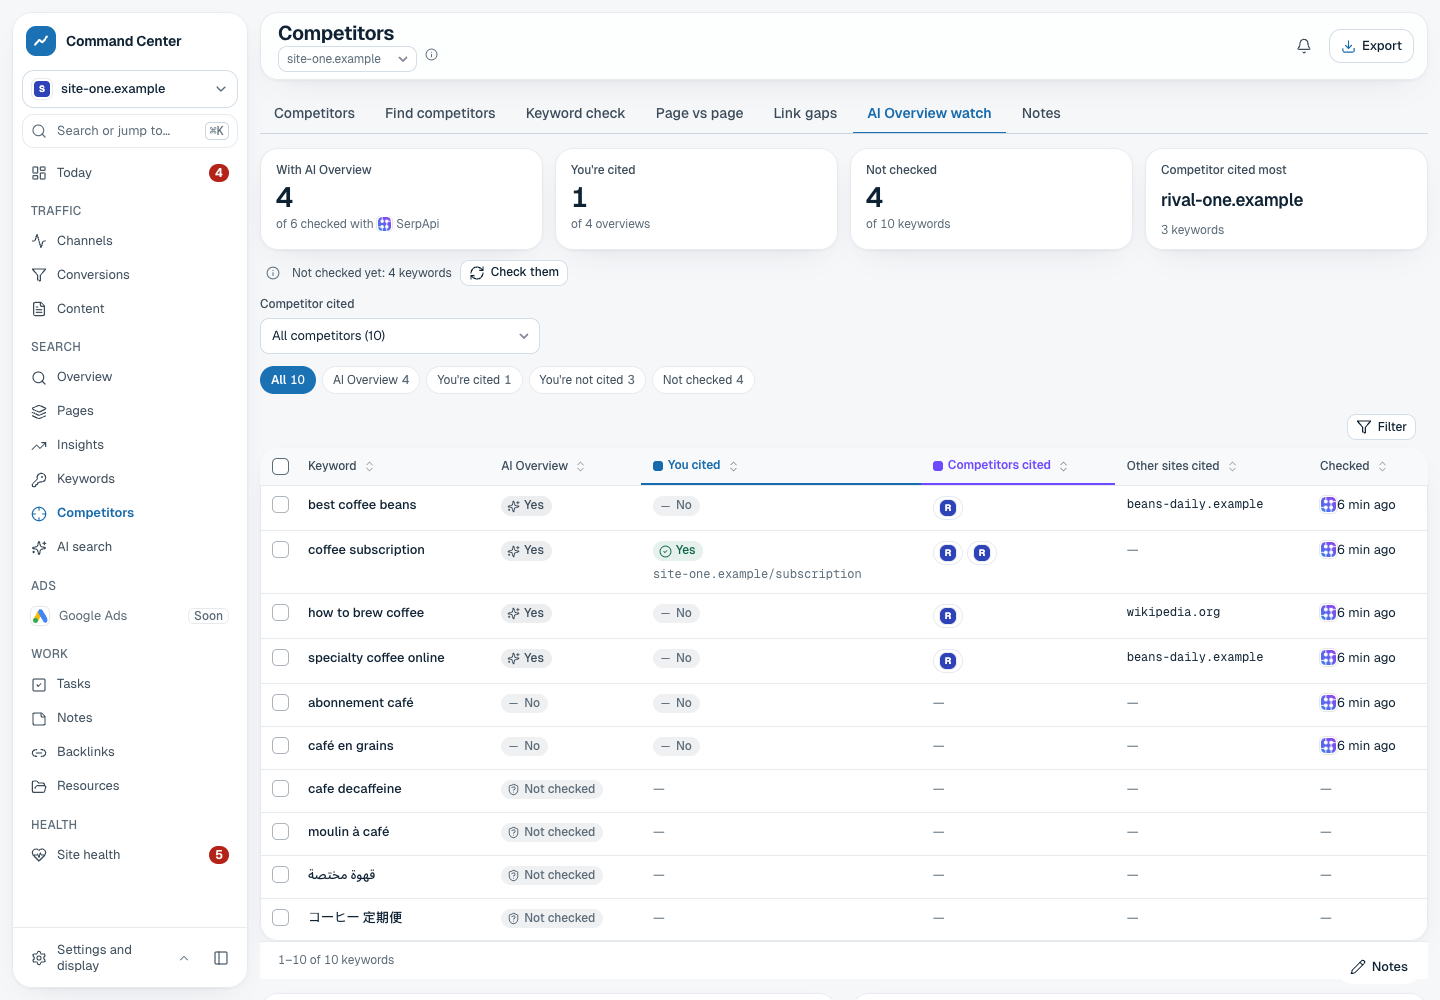 Command Center
S site-one.example
Search or jump to... ⌘K
Today 4
TRAFFIC
Channels
Conversions
Content
SEARCH
Overview
Pages
Insights
Keywords
Competitors
AI search
ADS
Google Ads Soon
WORK
Tasks
Notes
Backlinks
Resources
HEALTH
Site health 5
Settings and
display
Competitors
site-one.example
Export
Competitors Find competitors Keyword check Page vs page Link gaps AI Overview watch Notes
With AI Overview
4
of 6 checked with SerpApi
You're cited
1
of 4 overviews
Not checked
4
of 10 keywords
Competitor cited most
rival-one.example
3 keywords
Not checked yet: 4 keywords Check them
Competitor cited
All competitors (10)
All 10 AI Overview 4 You're cited 1 You're not cited 3 Not checked 4
Filter
Keyword AI Overview You cited Competitors cited Other sites cited Checked
best coffee beans Yes — No R beans-daily.example 6 min ago
coffee subscription Yes Yes R R — 6 min ago
site-one.example/subscription
how to brew coffee Yes — No R wikipedia.org 6 min ago
specialty coffee online Yes — No R beans-daily.example 6 min ago
abonnement café — No — No — — 6 min ago
café en grains — No — No — — 6 min ago
cafe decaffeine Not checked — — — —
moulin à café Not checked — — — —
قهوة مختصة Not checked — — — —
コーヒー 定期便 Not checked — — — —
1–10 of 10 keywords
Notes